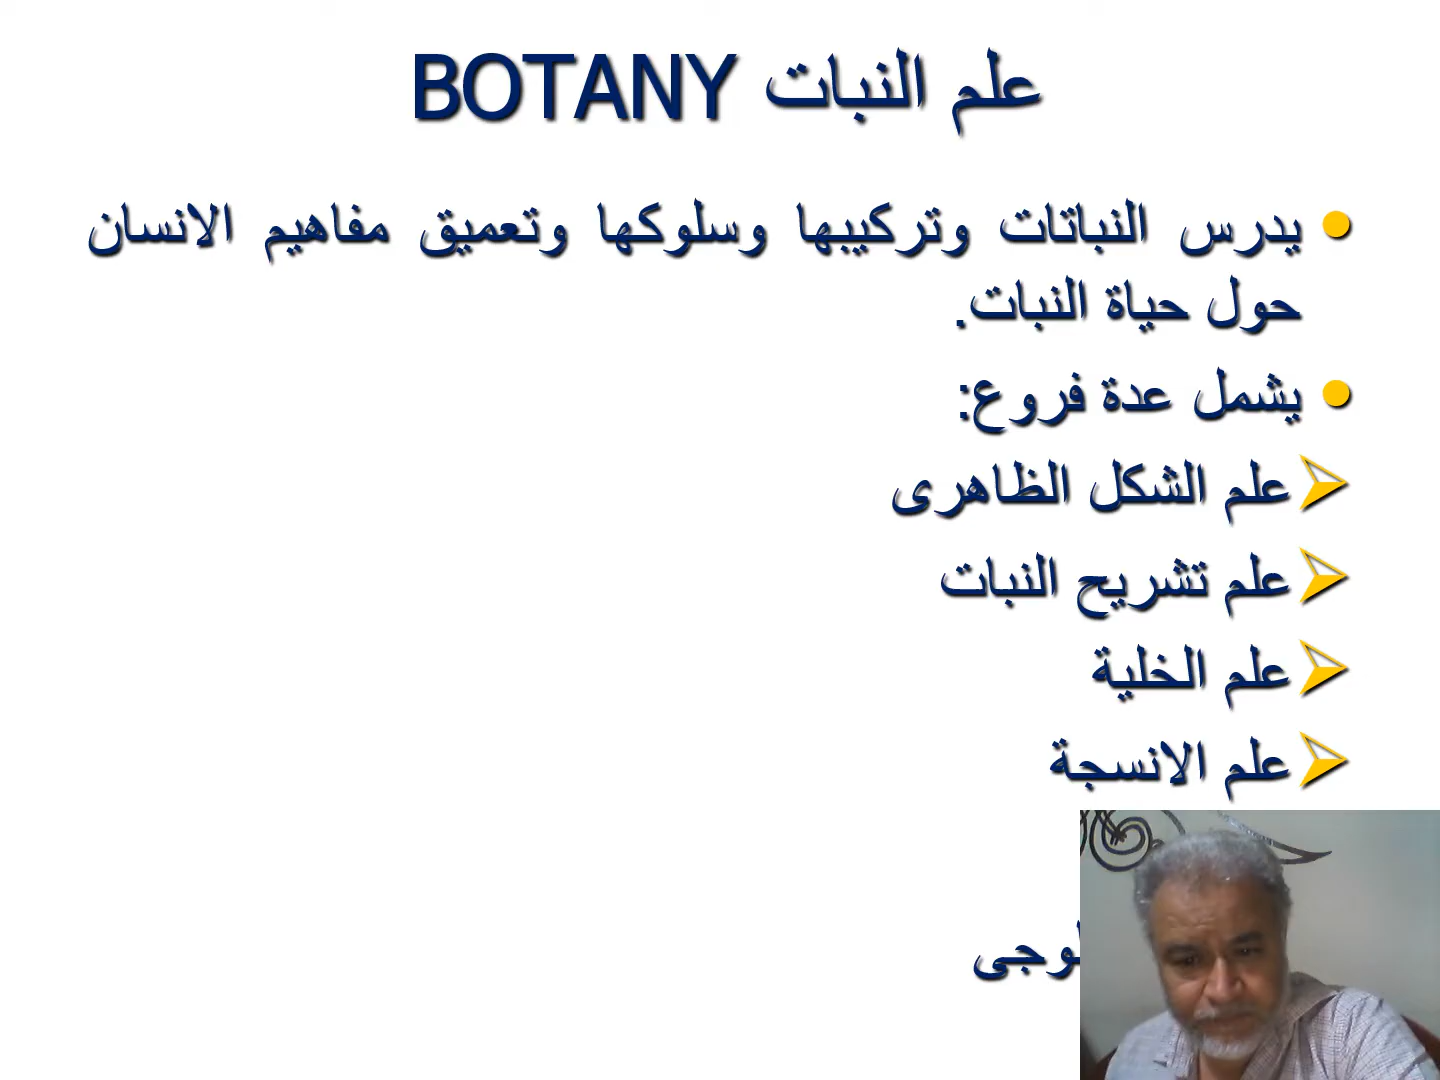 علم النبات BOTANY
يدرس النباتات وتركيبها وسلوكها وتعميق مفاهيم الانسان
حول حياة النبات.
يشمل عدة فروع:
علم الشكل الظاهرى
علم تشريح النبات
علم الخلية
علم الانسجة